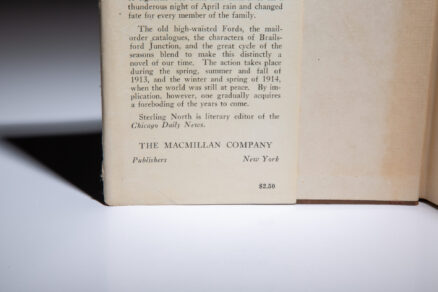 thunderous night of April rain and changed
fate for every member of the family.
The old high-waisted Fords, the mail-
order catalogues, the characters of Brails-
ford Junction, and the great cycle of the
seasons blend to make this distinctly a
novel of our time. The action takes place
during the spring, summer and fall of
1913, and the winter and spring of 1914,
when the world was still at peace. By im-
plication, however, one gradually acquires
a foreboding of the years to come.
Sterling North is literary editor of the
Chicago Daily News.
THE MACMILLAN COMPANY
Publishers New York
$2.50